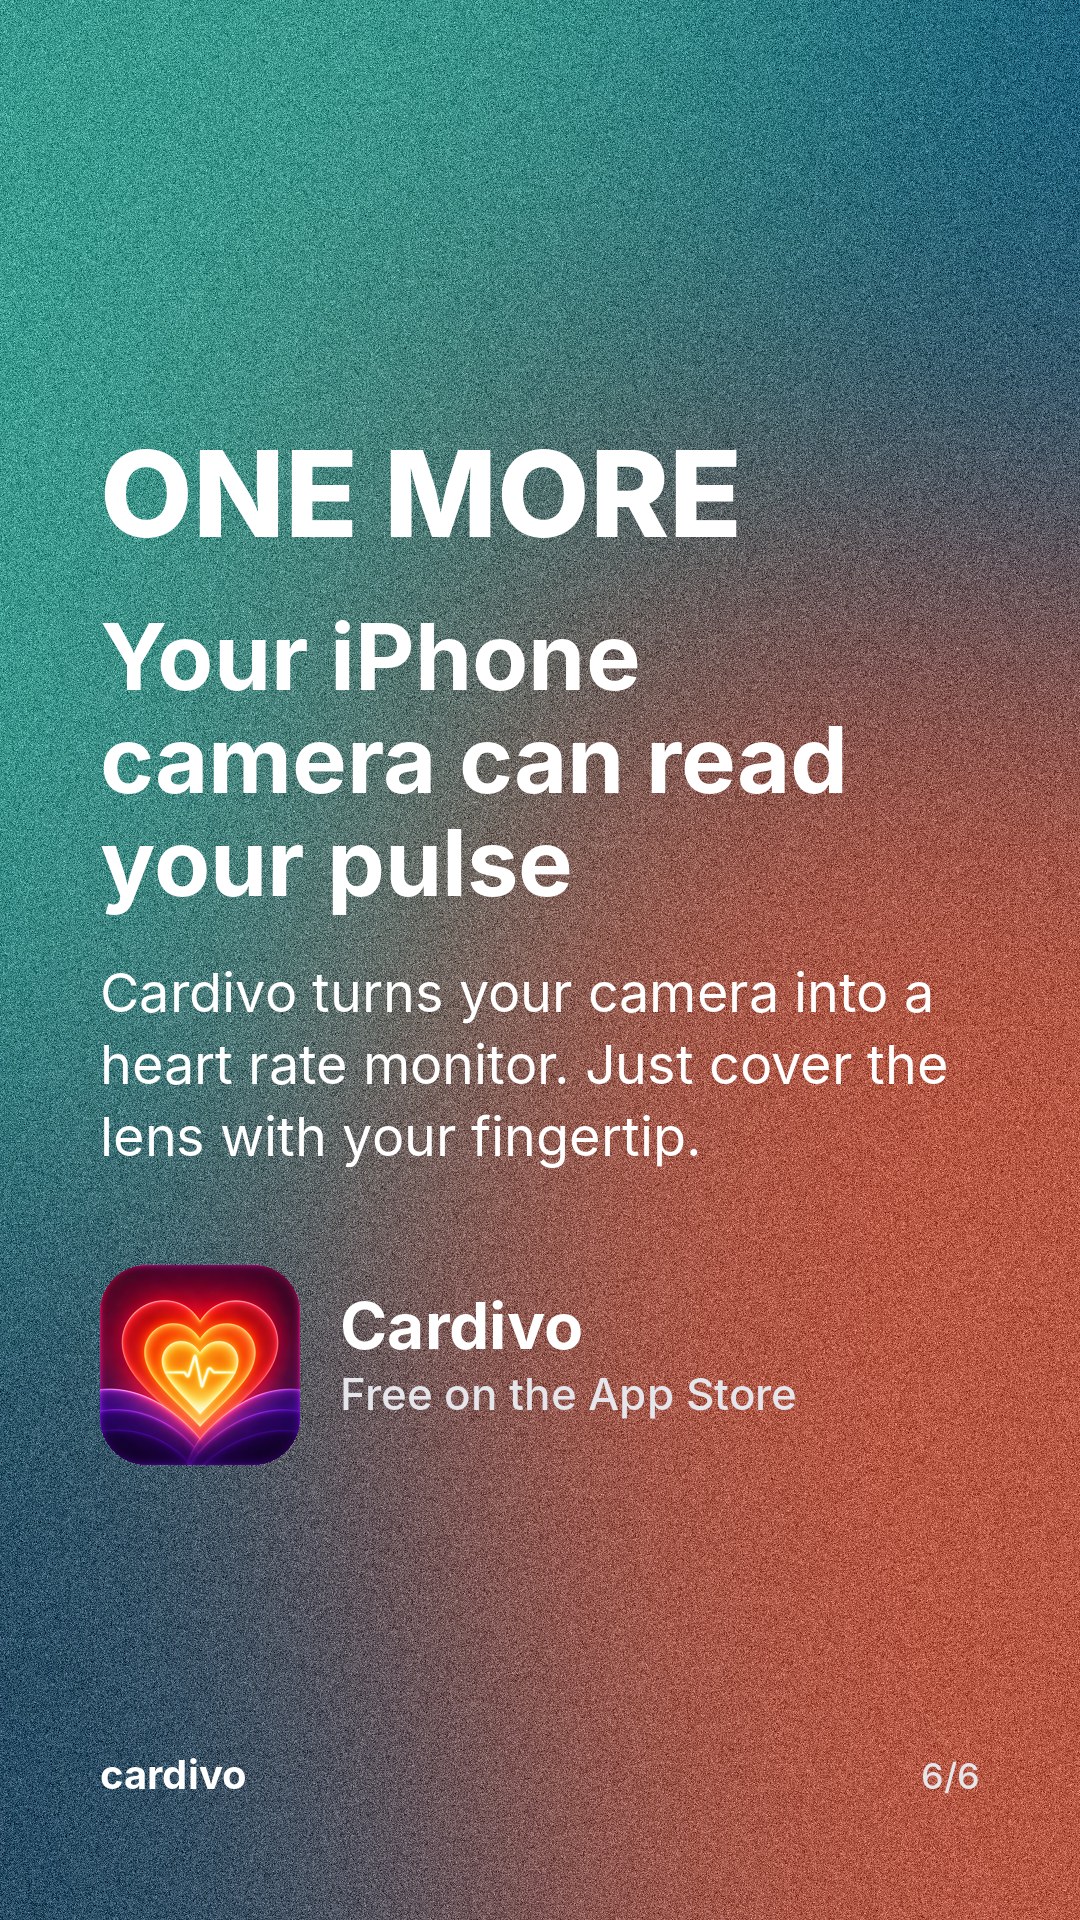 ONE MORE
Your iPhone
camera can read
your pulse
Cardivo turns your camera into a
heart rate monitor. Just cover the
lens with your fingertip.
Cardivo
Free on the App Store
cardivo
6/6